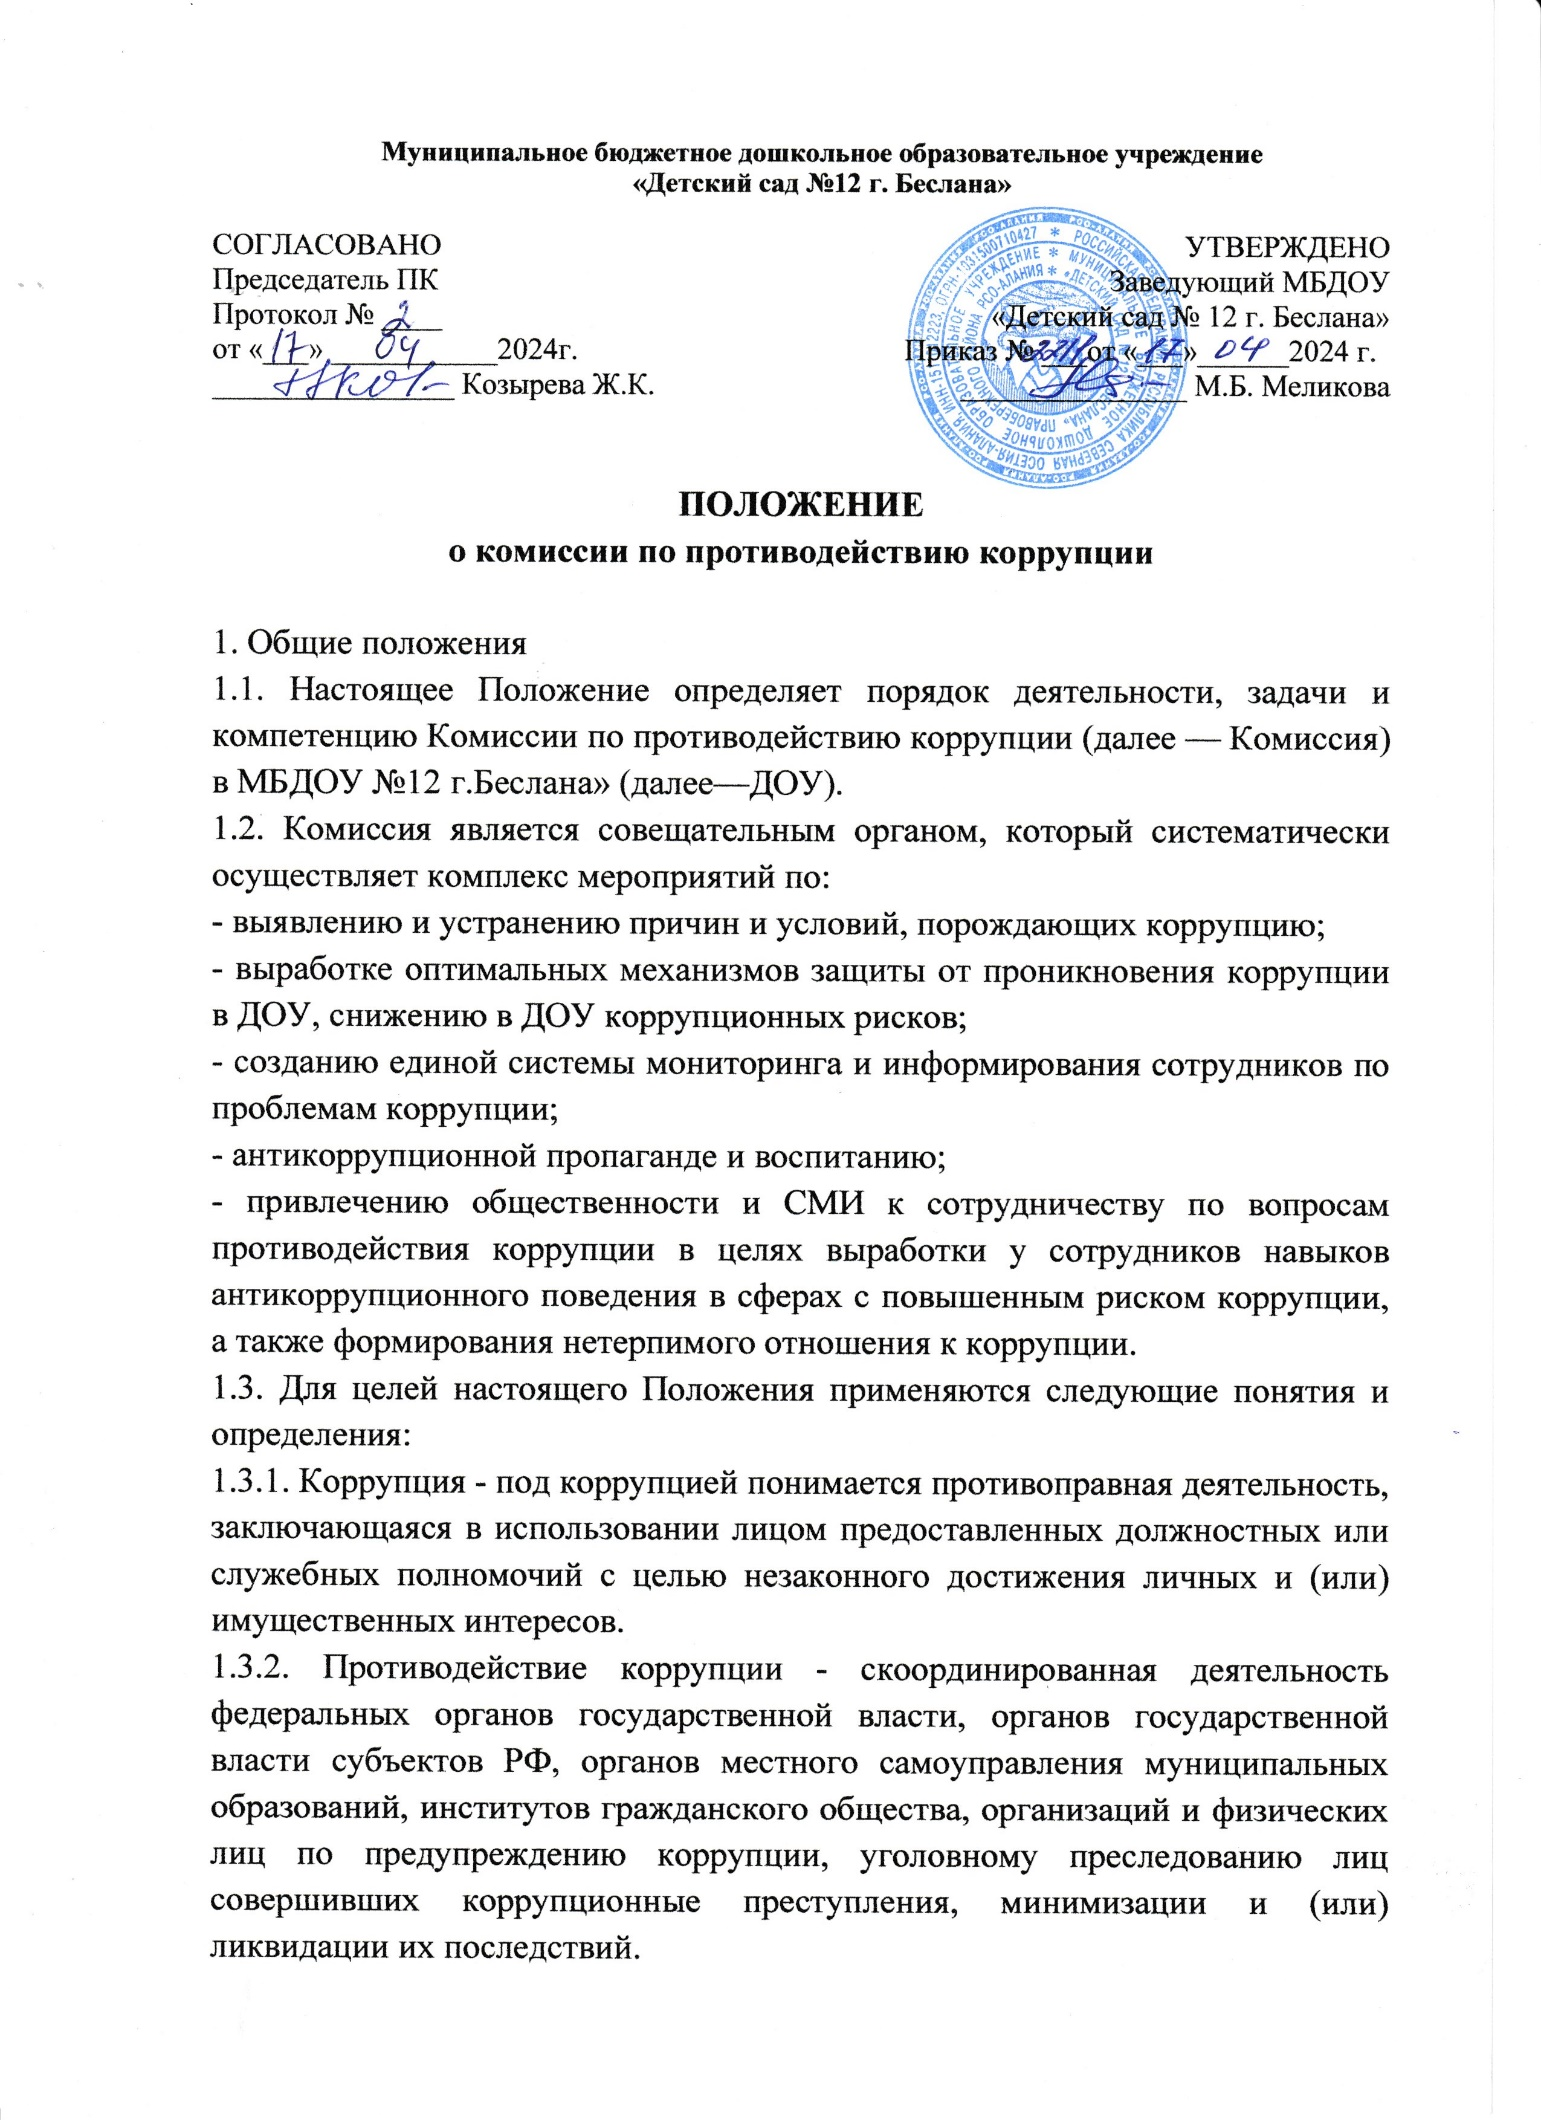 Муниципальное бюджетное дошкольное образовательное учреждение
«Детский сад №12 г. Беслана»
СОГЛАСОВАНО
Председатель ПК
Протокол № 2
от «17» 04 2024г.
Козырева Ж.К.
УТВЕРЖДЕНО
Заведующий МБДОУ
«Детский сад № 12 г. Беслана»
Приказ № от «17» 04 2024 г.
М.Б. Меликова
ПОЛОЖЕНИЕ
о комиссии по противодействию коррупции
1. Общие положения
1.1. Настоящее Положение определяет порядок деятельности, задачи и
компетенцию Комиссии по противодействию коррупции (далее — Комиссия)
в МБДОУ №12 г.Беслана» (далее—ДОУ).
1.2. Комиссия является совещательным органом, который систематически
осуществляет комплекс мероприятий по:
- выявлению и устранению причин и условий, порождающих коррупцию;
- выработке оптимальных механизмов защиты от проникновения коррупции
в ДОУ, снижению в ДОУ коррупционных рисков;
- созданию единой системы мониторинга и информирования сотрудников по
проблемам коррупции;
- антикоррупционной пропаганде и воспитанию;
- привлечению общественности и СМИ к сотрудничеству по вопросам
противодействия коррупции в целях выработки у сотрудников навыков
антикоррупционного поведения в сферах с повышенным риском коррупции,
а также формирования нетерпимого отношения к коррупции.
1.3. Для целей настоящего Положения применяются следующие понятия и
определения:
1.3.1. Коррупция - под коррупцией понимается противоправная деятельность,
заключающаяся в использовании лицом предоставленных должностных или
служебных полномочий с целью незаконного достижения личных и (или)
имущественных интересов.
1.3.2. Противодействие коррупции - скоординированная деятельность
федеральных органов государственной власти, органов государственной
власти субъектов РФ, органов местного самоуправления муниципальных
образований, институтов гражданского общества, организаций и физических
лиц по предупреждению коррупции, уголовному преследованию лиц
совершивших коррупционные преступления, минимизации и (или)
ликвидации их последствий.